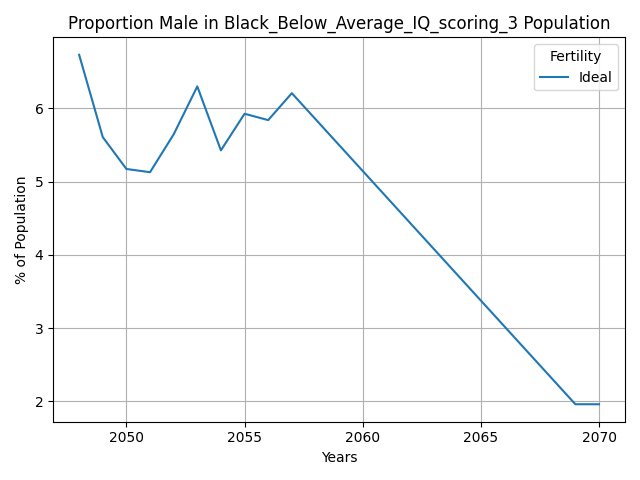 Proportion Male in Black_Below_Average_IQ_scoring_3 Population
Fertility
Ideal
% of Population
6
5
4
3
2
2050 2055 2060 2065 2070
Years